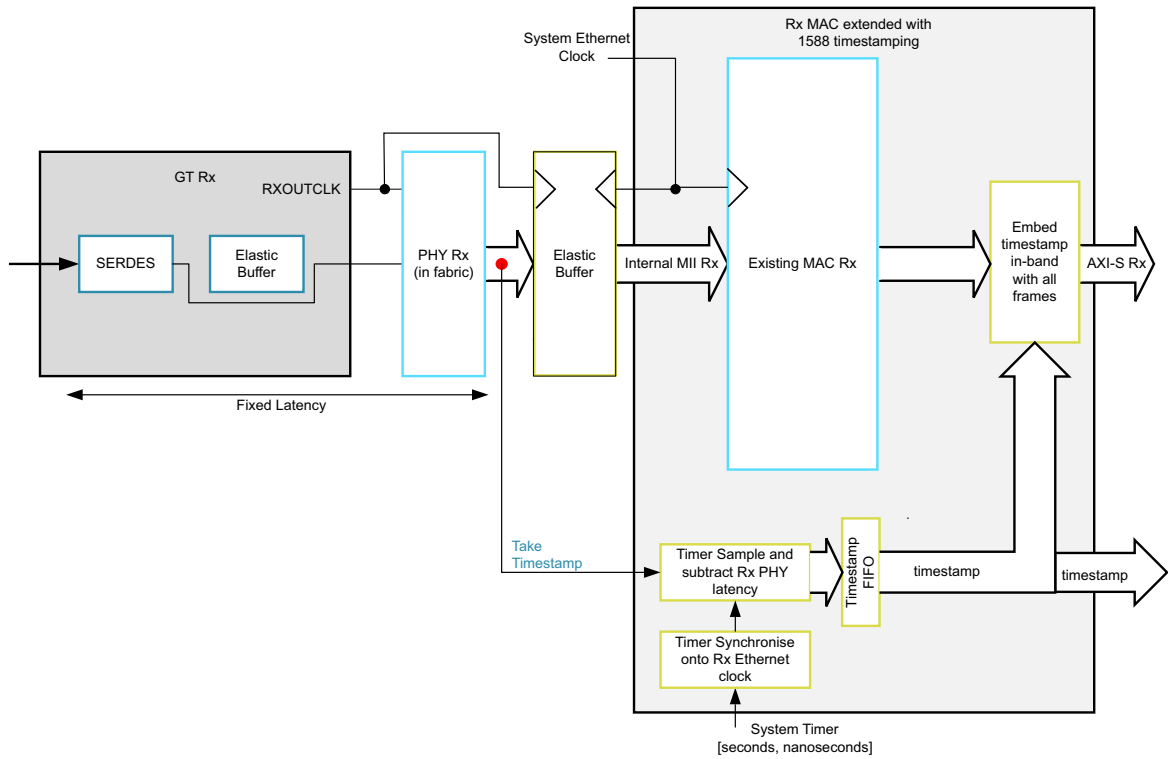 Rx MAC extended with
1588 timestamping
System Ethernet
Clock
GT Rx
RXOUTCLK
SERDES
Elastic
Buffer
PHY Rx
(in fabric)
Elastic
Buffer
Internal MII Rx
Existing MAC Rx
Embed
timestamp
in-band
with all
frames
AXI-S Rx
Fixed Latency
Take
Timestamp
Timer Sample and
subtract Rx PHY
latency
Timestamp
FIFO
timestamp
timestamp
Timer Synchronise
onto Rx Ethernet
clock
System Timer
[seconds, nanoseconds]